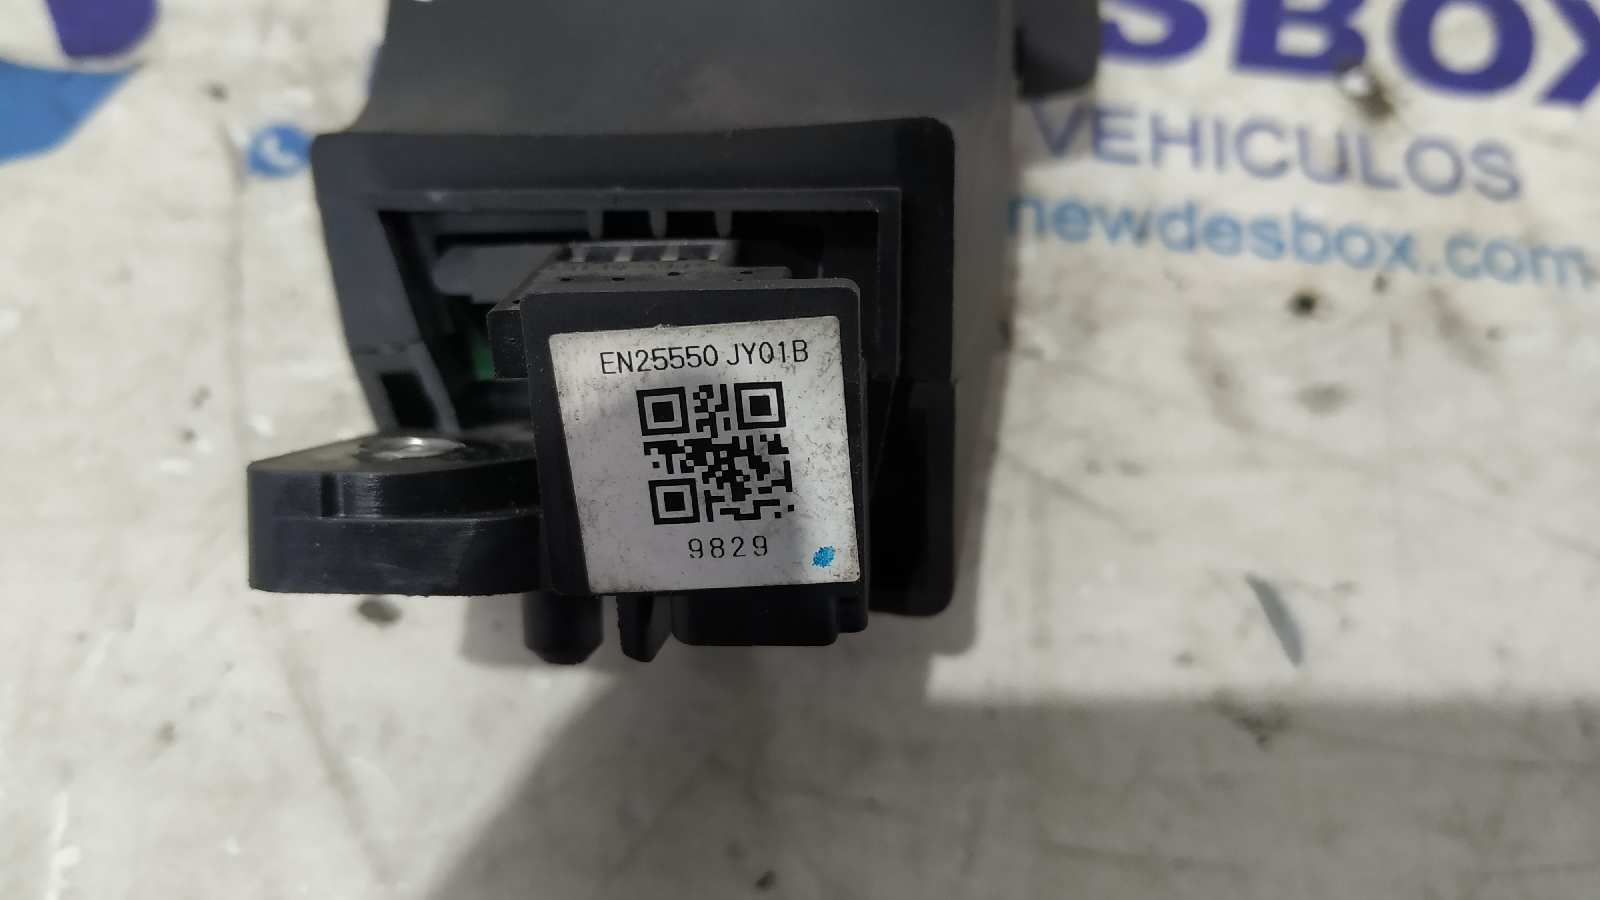 SBOX
VEHICULOS
newdesbox.com
EN25550 JY01B
9829